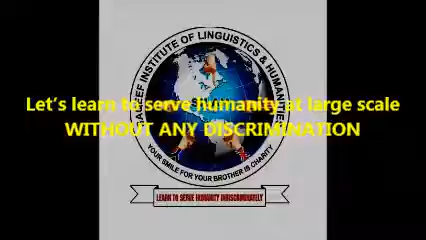 INSTITUTE OF LINGUISTICS & HUMANITIES
Let's learn to serve humanity at large scale
WITHOUT ANY DISCRIMINATION
YOUR SMILE FOR YOUR BROTHER IS CHARITY
LEARN TO SERVE HUMANITY INDISCRIMINATELY